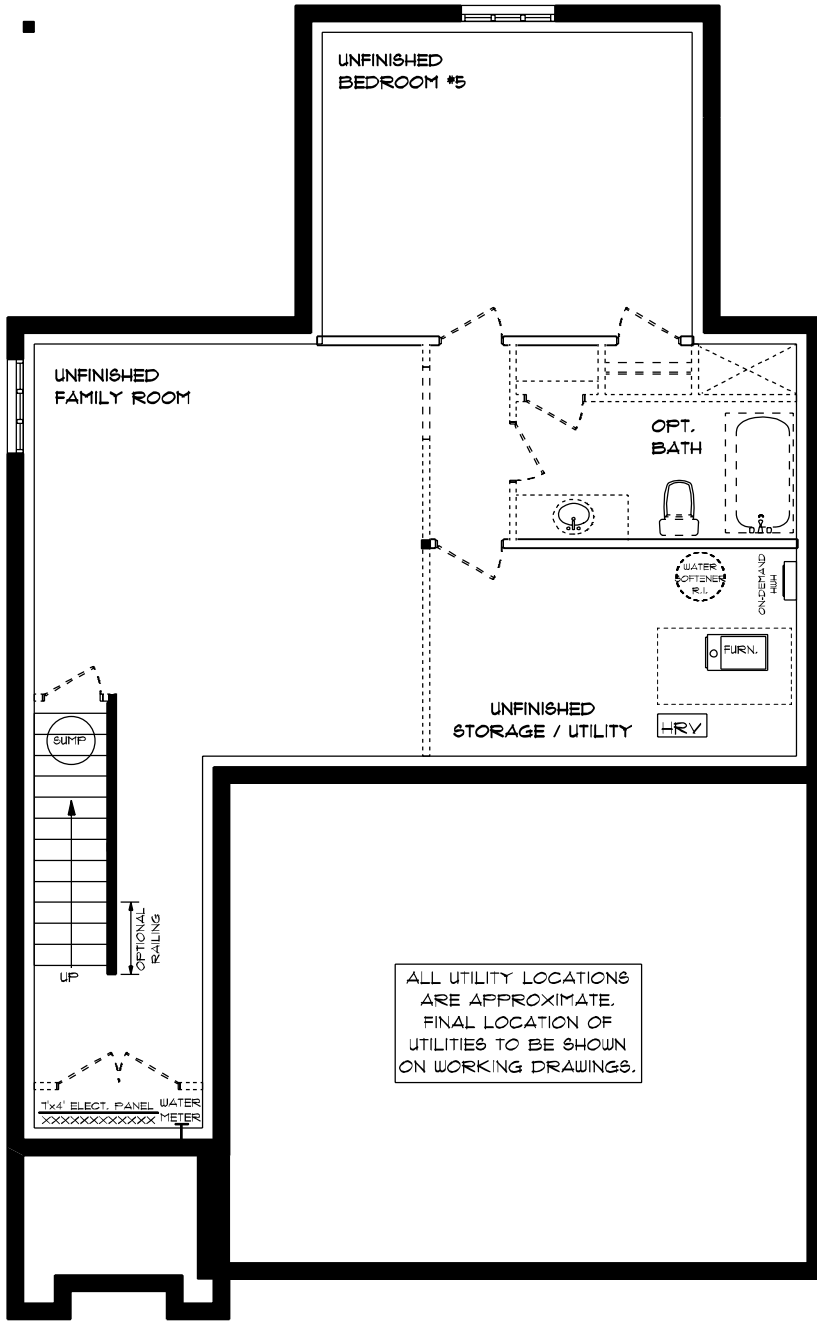 UNFINISHED
BEDROOM #5
UNFINISHED
FAMILY ROOM
OPT.
BATH
WATER
SOFTENER
R.I.
ON-DEMAND
HWH
FURN.
UNFINISHED
STORAGE / UTILITY
HRV
SUMP
OPTIONAL
RAILING
UP
ALL UTILITY LOCATIONS
ARE APPROXIMATE.
FINAL LOCATION OF
UTILITIES TO BE SHOWN
ON WORKING DRAWINGS.
7'x4' ELECT. PANEL
XXXXXXXXXXXX
WATER
METER